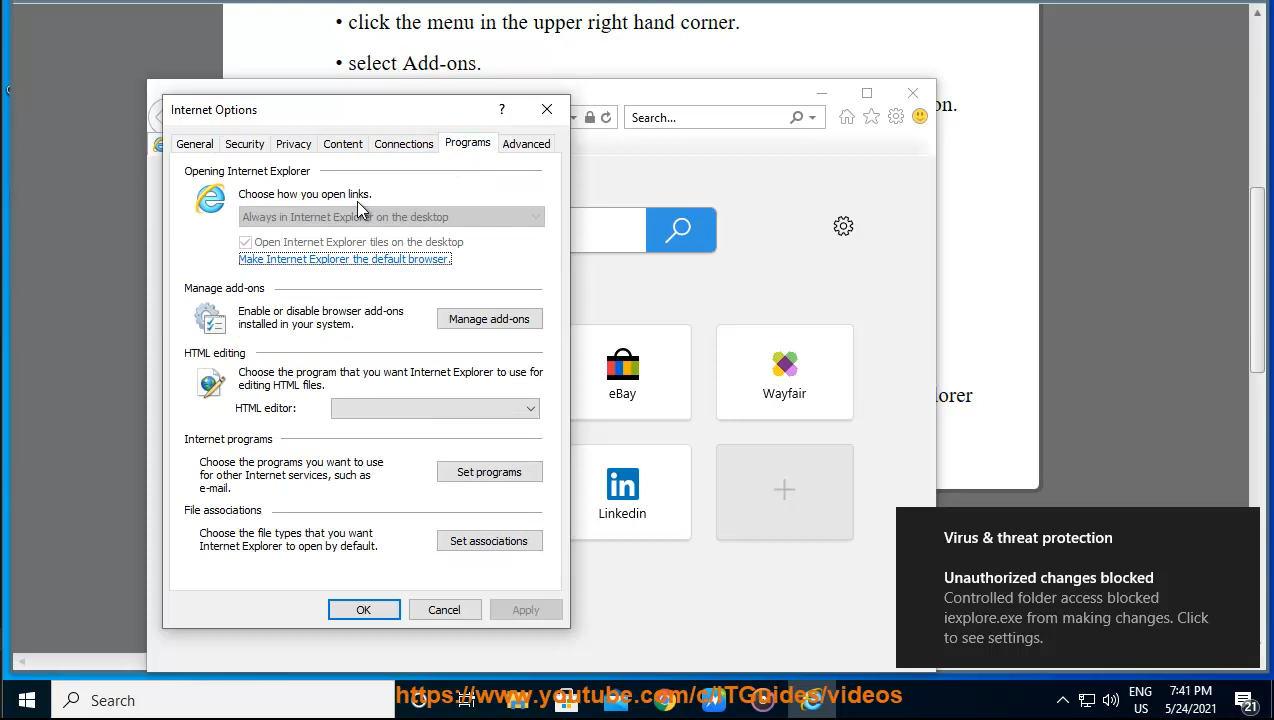 • click the menu in the upper right hand corner.
• select Add-ons.
on.
Internet Options
?
Search...
General
Security
Privacy
Content
Connections
Programs
Advanced
Opening Internet Explorer
Choose how you open links.
Always in Internet Explorer on the desktop
Open Internet Explorer tiles on the desktop
Make Internet Explorer the default browser.
Manage add-ons
Enable or disable browser add-ons
installed in your system.
Manage add-ons
HTML editing
Choose the program that you want Internet Explorer to use for
editing HTML files.
HTML editor:
Internet programs
Choose the programs you want to use
for other Internet services, such as
e-mail.
Set programs
File associations
Choose the file types that you want
Internet Explorer to open by default.
Set associations
OK
Cancel
Apply
eBay
Wayfair
lorer
Linkedin
Virus & threat protection
Unauthorized changes blocked
Controlled folder access blocked
iexplore.exe from making changes. Click
to see settings.
Search
https://www.youtube.com/c/ITGuides/videos
ENG
US
7:41 PM
5/24/2021
21